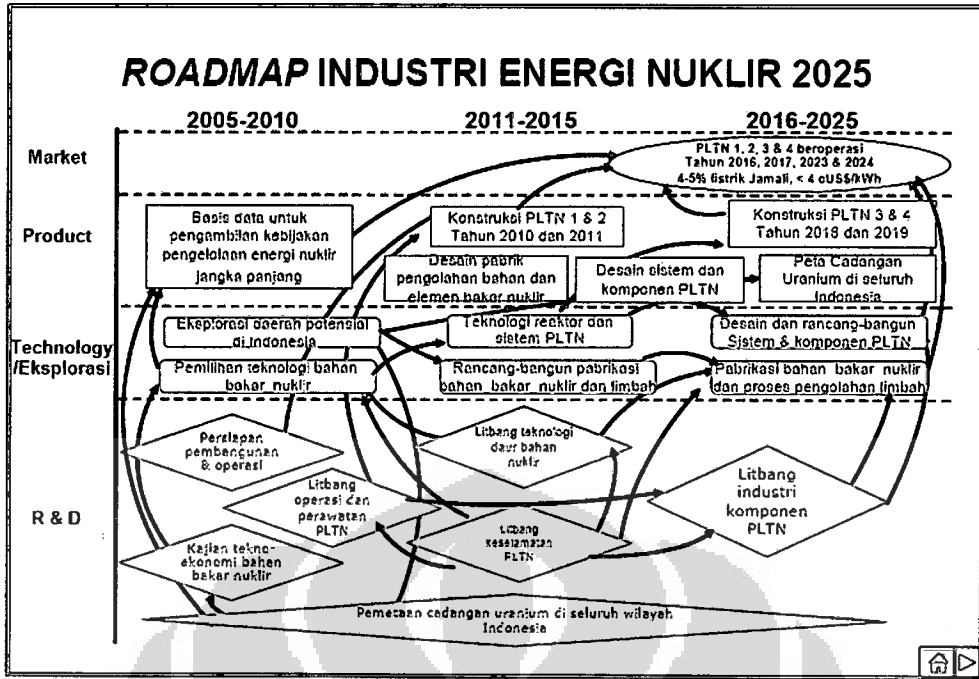 ROADMAP INDUSTRI ENERGI NUKLIR 2025
2005-2010
2011-2015
2016-2025
Market
PLTN 1, 2, 3 & 4 beroperasi
Tahun 2016, 2017, 2023 & 2024
4-5% listrik Jamali, < 4 cUS$/kWh
Product
Basis data untuk
pengambilan kebijakan
pengelolaan energi nuklir
jangka panjang
Konstruksi PLTN 1 & 2
Tahun 2010 dan 2011
Konstruksi PLTN 3 & 4
Tahun 2018 dan 2019
Desain pabrik
pengolahan bahan dan
elemen bakar nuklir
Desain sistem dan
komponen PLTN
Peta Cadangan
Uranium di seluruh
Indonesia
Technology
/Eksplorasi
Eksplorasi daerah potensial
di Indonesia
Teknologi reaktor dan
sistem PLTN
Desain dan rancang-bangun
Sistem & komponen PLTN
Pemilihan teknologi bahan
bakar nuklir
Rancang-bangun pabrikasi
bahan bakar nuklir dan limbah
Pabrikasi bahan bakar nuklir
dan proses pengolahan limbah
R & D
Persiapan
pembangunan
& operasi
Litbang teknologi
daur bahan
nuklir
Litbang
operasi dan
perawatan
PLTN
Litbang
keselamatan
PLTN
Litbang
industri
komponen
PLTN
Kajian tekno-
ekonomi bahan
bakar nuklir
Pemetaan cadangan uranium di seluruh wilayah
Indonesia